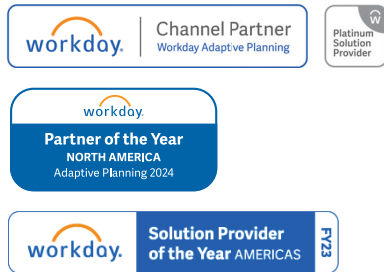 workday.
Channel Partner
Workday Adaptive Planning
W
Platinum
Solution
Provider
workday.
Partner of the Year
NORTH AMERICA
Adaptive Planning 2024
workday.
Solution Provider
of the Year AMERICAS
FY23